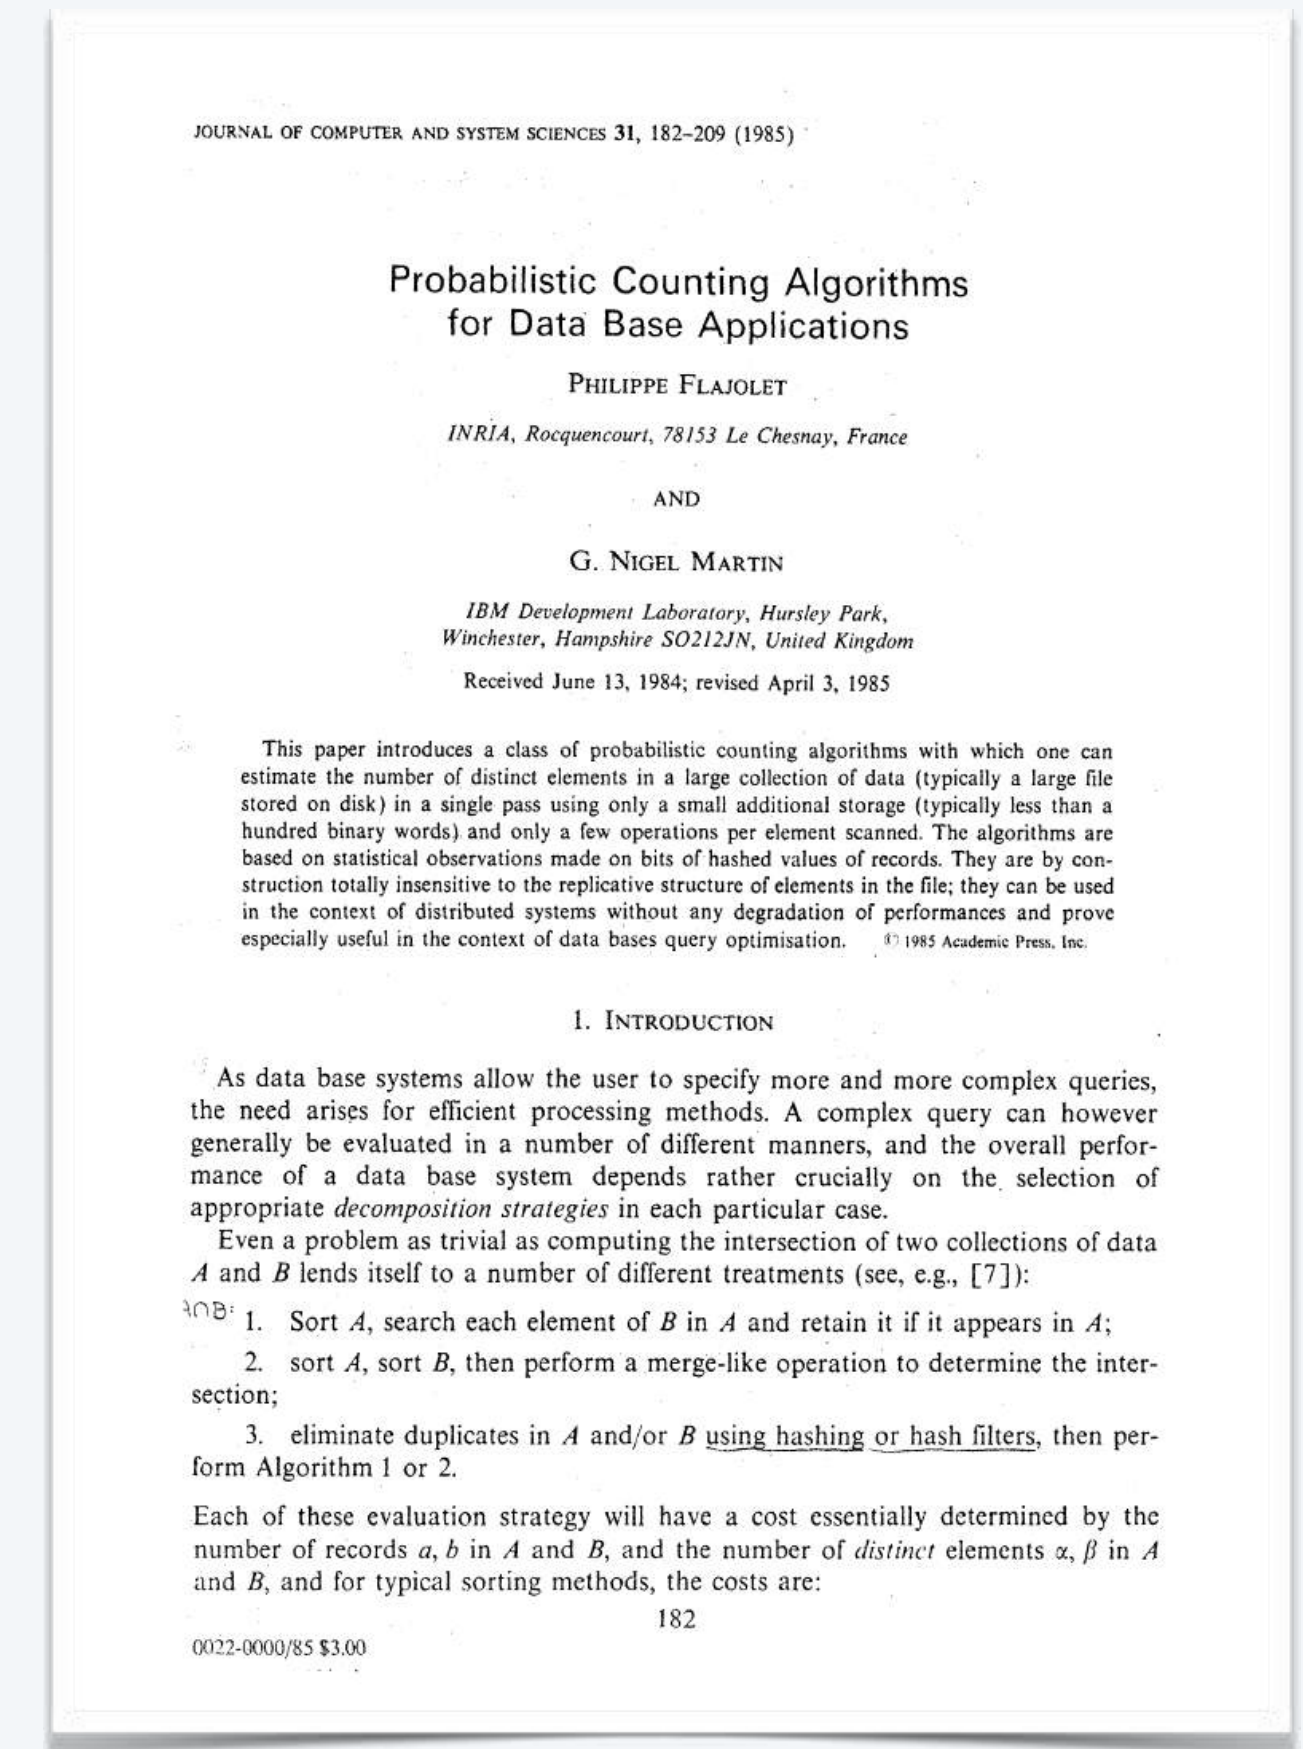 JOURNAL OF COMPUTER AND SYSTEM SCIENCES 31, 182–209 (1985)
Probabilistic Counting Algorithms
for Data Base Applications
PHILIPPE FLAJOLET
INRIA, Rocquencourt, 78153 Le Chesnay, France
AND
G. NIGEL MARTIN
IBM Development Laboratory, Hursley Park,
Winchester, Hampshire SO212JN, United Kingdom
Received June 13, 1984; revised April 3, 1985
This paper introduces a class of probabilistic counting algorithms with which one can
estimate the number of distinct elements in a large collection of data (typically a large file
stored on disk) in a single pass using only a small additional storage (typically less than a
hundred binary words) and only a few operations per element scanned. The algorithms are
based on statistical observations made on bits of hashed values of records. They are by con-
struction totally insensitive to the replicative structure of elements in the file; they can be used
in the context of distributed systems without any degradation of performances and prove
especially useful in the context of data bases query optimisation. © 1985 Academic Press, Inc.
1. INTRODUCTION
As data base systems allow the user to specify more and more complex queries,
the need arises for efficient processing methods. A complex query can however
generally be evaluated in a number of different manners, and the overall perfor-
mance of a data base system depends rather crucially on the selection of
appropriate decomposition strategies in each particular case.
Even a problem as trivial as computing the intersection of two collections of data
A and B lends itself to a number of different treatments (see, e.g., [7]):
A∩B: 1. Sort A, search each element of B in A and retain it if it appears in A;
2. sort A, sort B, then perform a merge-like operation to determine the inter-
section;
3. eliminate duplicates in A and/or B using hashing or hash filters, then per-
form Algorithm 1 or 2.
Each of these evaluation strategy will have a cost essentially determined by the
number of records a, b in A and B, and the number of distinct elements α, β in A
and B, and for typical sorting methods, the costs are:
182
0022-0000/85 $3.00